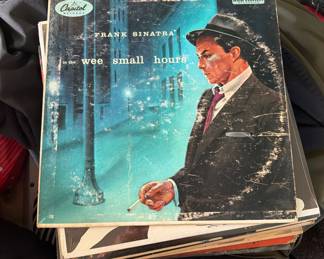 Capitol
FRANK SINATRA
in the wee small hours